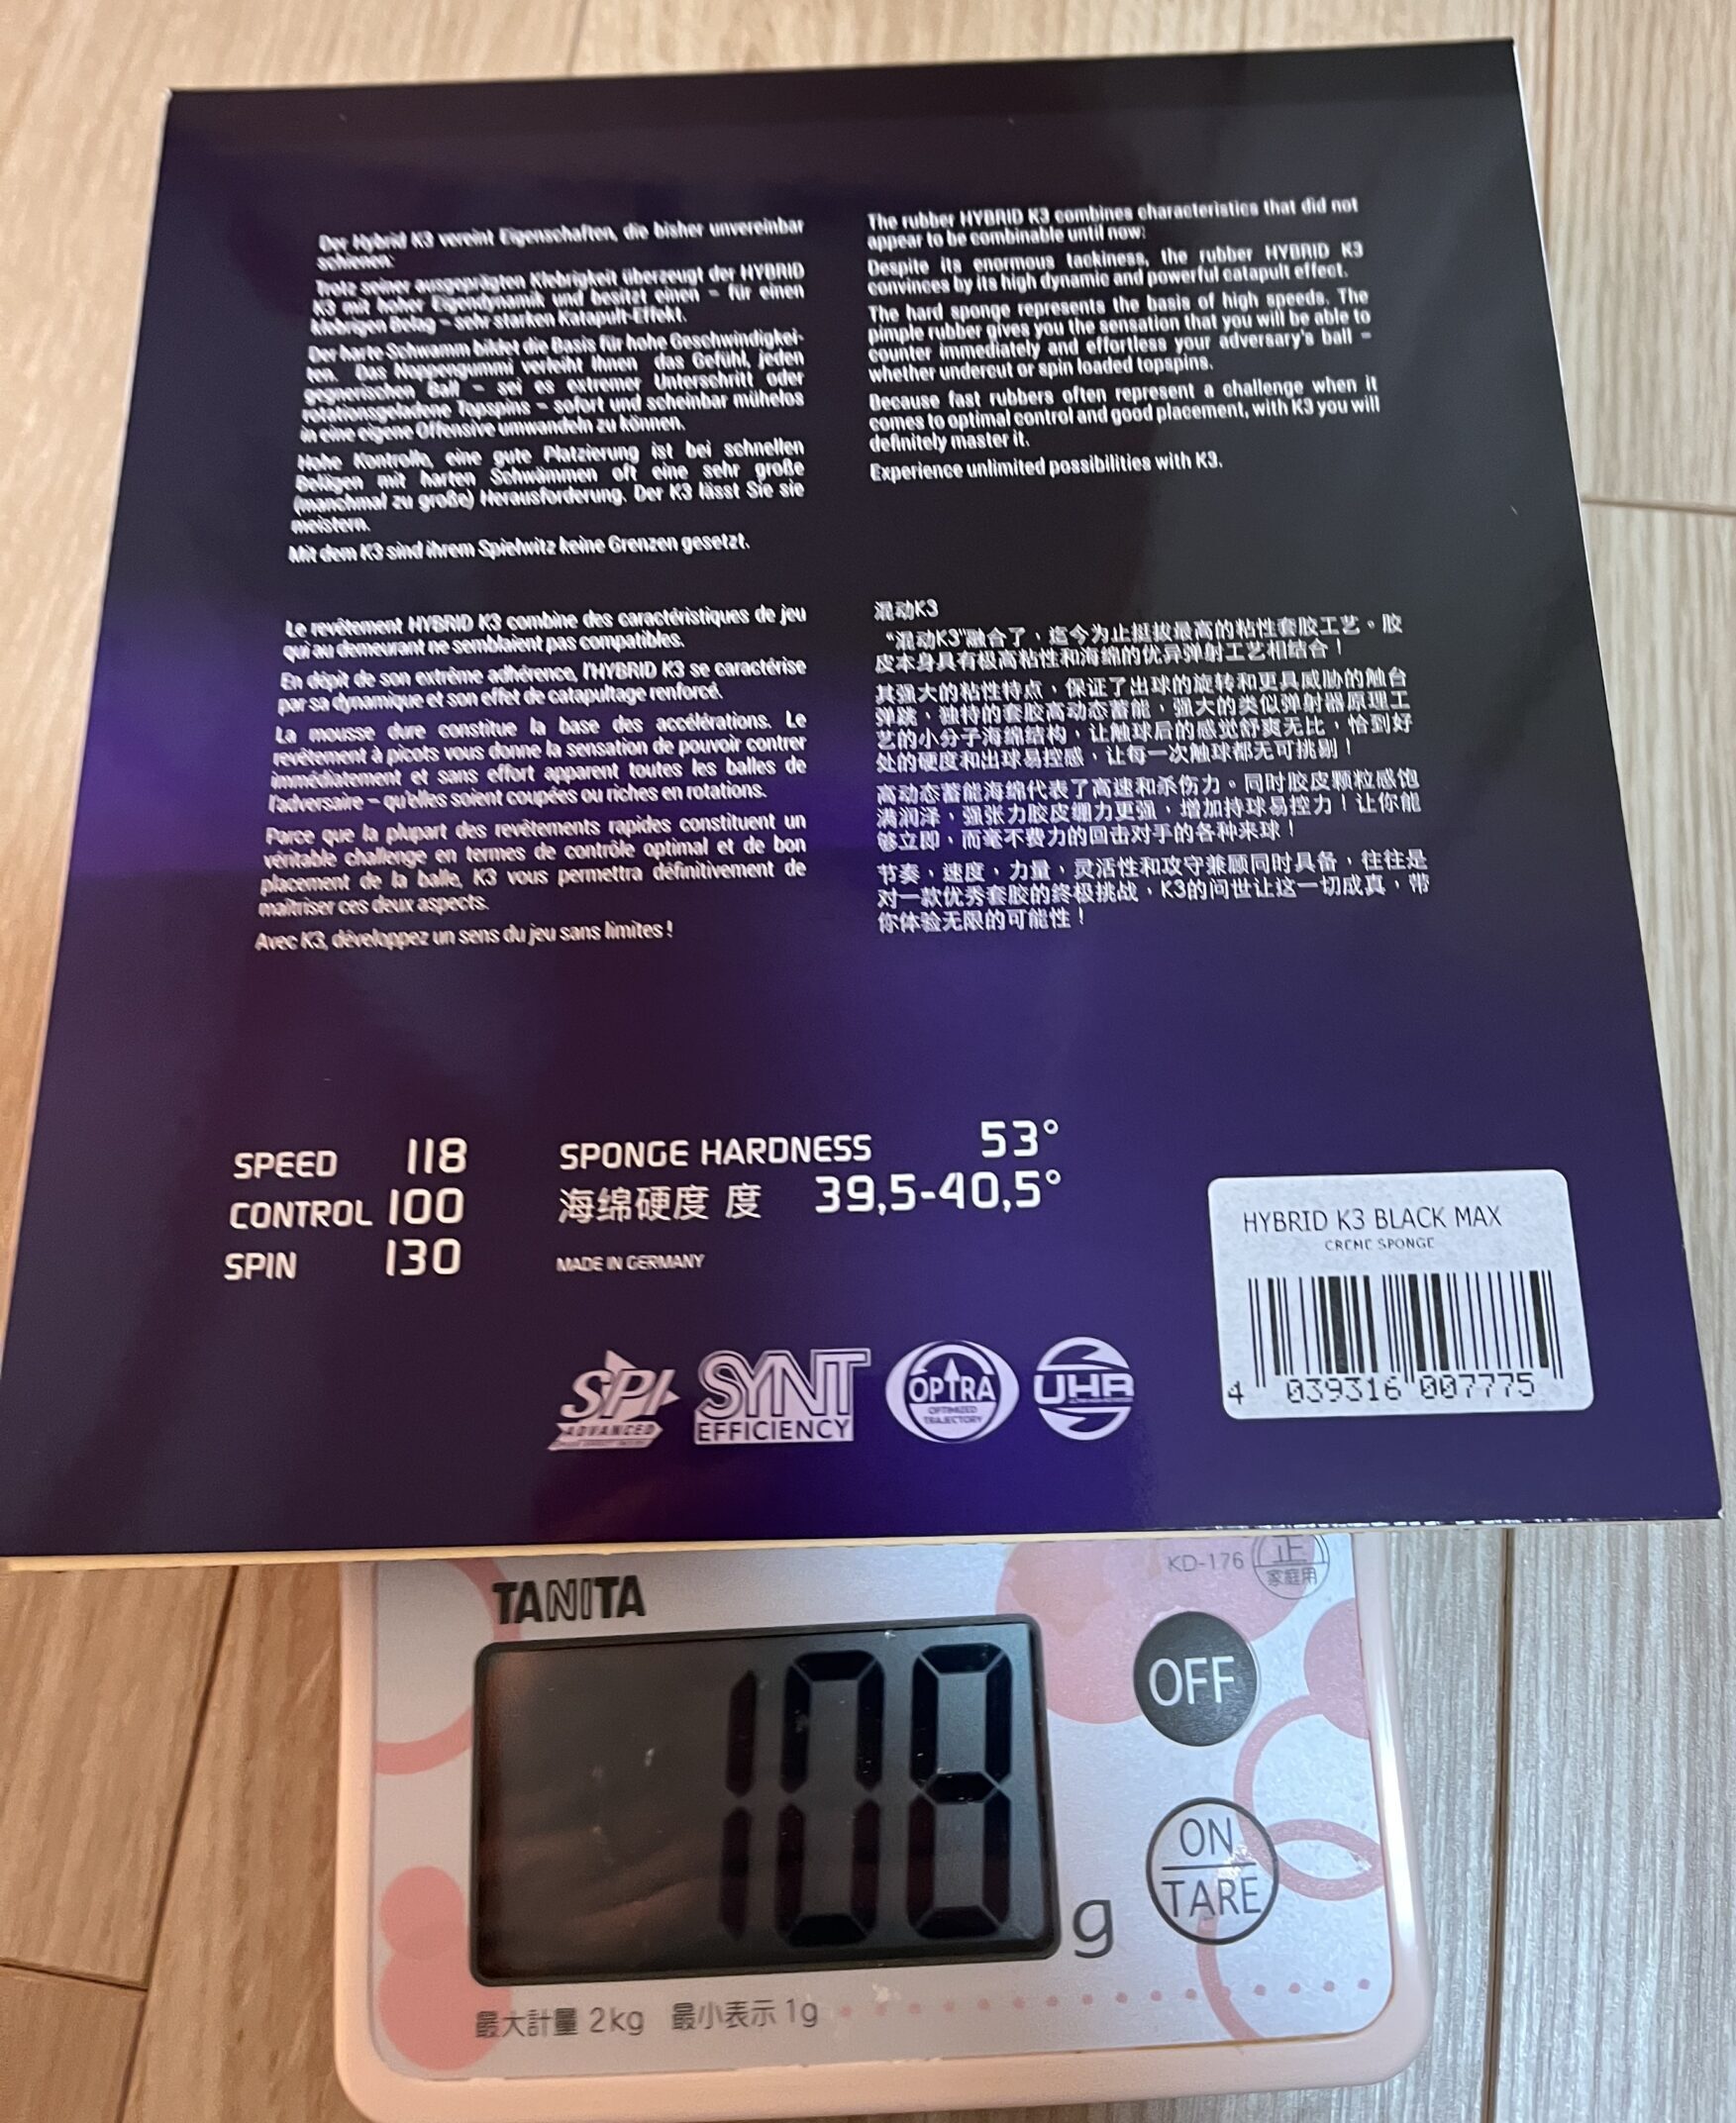 Der Hybrid K3 vereint Eigenschaften, die bisher unvereinbar
schienen:
Trotz seiner ausgeprägten Klebrigkeit überzeugt der HYBRID
K3 mit hoher Eigendynamik und besitzt einen – für einen
klebrigen Belag – sehr starken Katapult-Effekt.
Der harte Schwamm bildet die Basis für hohe Geschwindigkei-
ten. Das Noppengummi verleiht Ihnen das Gefühl, jeden
gegnerischen Ball – sei es extremer Unterschnitt oder
rotationsgeladene Topspins – sofort und scheinbar mühelos
in eine eigene Offensive umwandeln zu können.
Hohe Kontrolle, eine gute Platzierung ist bei schnellen
Belägen mit harten Schwämmen oft eine sehr große
(manchmal zu große) Herausforderung. Der K3 lässt Sie sie
meistern.
Mit dem K3 sind ihrem Spielwitz keine Grenzen gesetzt.
The rubber HYBRID K3 combines characteristics that did not
appear to be combinable until now:
Despite its enormous tackiness, the rubber HYBRID K3
convinces by its high dynamic and powerful catapult effect.
The hard sponge represents the basis of high speeds. The
pimple rubber gives you the sensation that you will be able to
counter immediately and effortless your adversary's ball –
whether undercut or spin loaded topspins.
Because fast rubbers often represent a challenge when it
comes to optimal control and good placement, with K3 you will
definitely master it.
Experience unlimited possibilities with K3.
Le revêtement HYBRID K3 combine des caractéristiques de jeu
qui au demeurant ne semblaient pas compatibles.
En dépit de son extrême adhérence, l'HYBRID K3 se caractérise
par sa dynamique et son effet de catapultage renforcé.
La mousse dure constitue la base des accélérations. Le
revêtement à picots vous donne la sensation de pouvoir contrer
immédiatement et sans effort apparent toutes les balles de
l'adversaire – qu'elles soient coupées ou riches en rotations.
Parce que la plupart des revêtements rapides constituent un
véritable challenge en termes de contrôle optimal et de bon
placement de la balle, K3 vous permettra définitivement de
maîtriser ces deux aspects.
Avec K3, développez un sens du jeu sans limites !
混动K3
“混动K3”融合了，迄今为止挺拔最高的粘性套胶工艺。胶
皮本身具有极高粘性和海绵的优异弹射工艺相结合！
其强大的粘性特点，保证了出球的旋转和更具威胁的触台
弹跳，独特的套胶高动态蓄能，强大的类似弹射器原理工
艺的小分子海绵结构，让触球后的感觉舒爽无比，恰到好
处的硬度和出球易控感，让每一次触球都无可挑剔！
高动态蓄能海绵代表了高速和杀伤力。同时胶皮颗粒感饱
满润泽，强张力胶皮绷力更强，增加持球易控力！让你能
够立即，而毫不费力的回击对手的各种来球！
节奏，速度，力量，灵活性和攻守兼顾同时具备，往往是
对一款优秀套胶的终极挑战，K3的问世让这一切成真，带
你体验无限的可能性！
SPEED 118
CONTROL 100
SPIN 130
SPONGE HARDNESS 53°
海绵硬度 度 39,5-40,5°
MADE IN GERMANY
HYBRID K3 BLACK MAX
CREME SPONGE
4 039316 007775
SPI
ADVANCED
SYNT
EFFICIENCY
OPTRA
OPTIMIZED
TRAJECTORY
UHR
KD-176
正
家庭用
TANITA
108 g
OFF
ON
TARE
最大計量 2kg 最小表示 1g